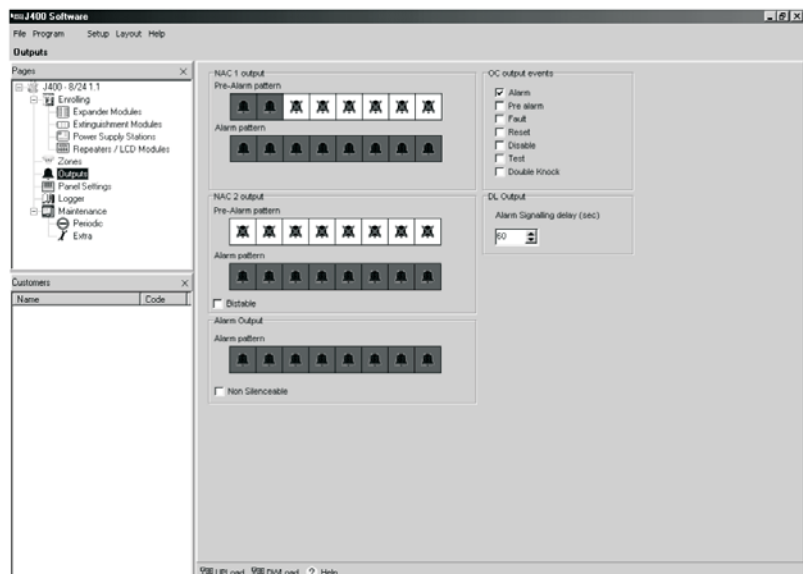 J400 Software
File Program Setup Layout Help
Outputs
Pages
J400 - 8/24 1.1
Enrolling
Expander Modules
Extinguishment Modules
Power Supply Stations
Repeaters / LCD Modules
Zones
Outputs
Panel Settings
Logger
Maintenance
Periodic
Extra
Customers
Name Code
NAC 1 output
Pre-Alarm pattern
Alarm pattern
NAC 2 output
Pre-Alarm pattern
Alarm pattern
Bistable
Alarm Output
Alarm pattern
Non Silenceable
OC output events
Alarm
Pre alarm
Fault
Reset
Disable
Test
Double Knock
DL Output
Alarm Signalling delay (sec)
60
UPLoad DWLoad ? Help